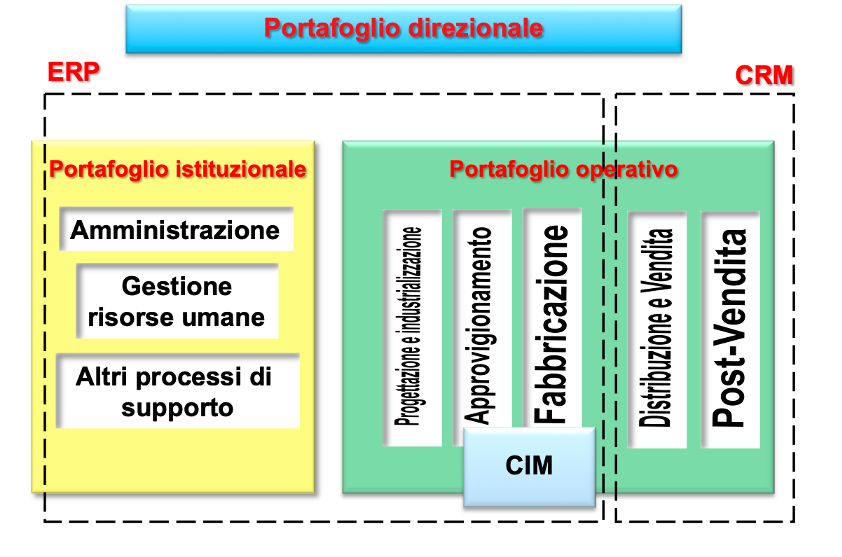 Portafoglio direzionale
ERP
CRM
Portafoglio istituzionale
Portafoglio operativo
Amministrazione
Gestione
risorse umane
Altri processi di
supporto
Progettazione e industrializzazione
Approvigionamento
Fabbricazione
Distribuzione e Vendita
Post-Vendita
CIM